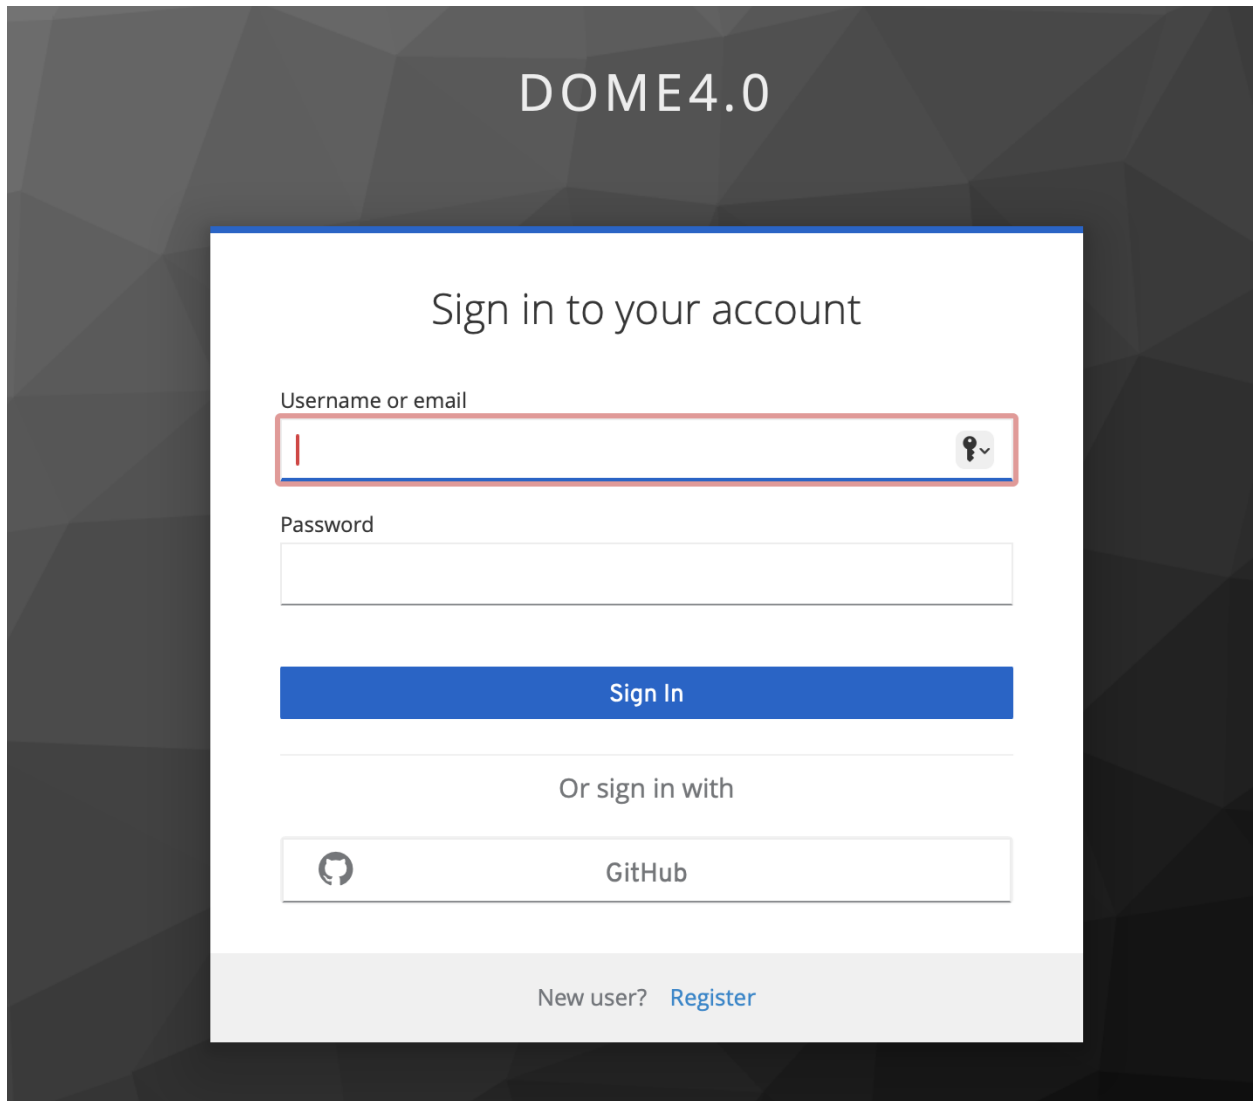 DOME4.0
Sign in to your account
Username or email
Password
Sign In
Or sign in with
GitHub
New user? Register